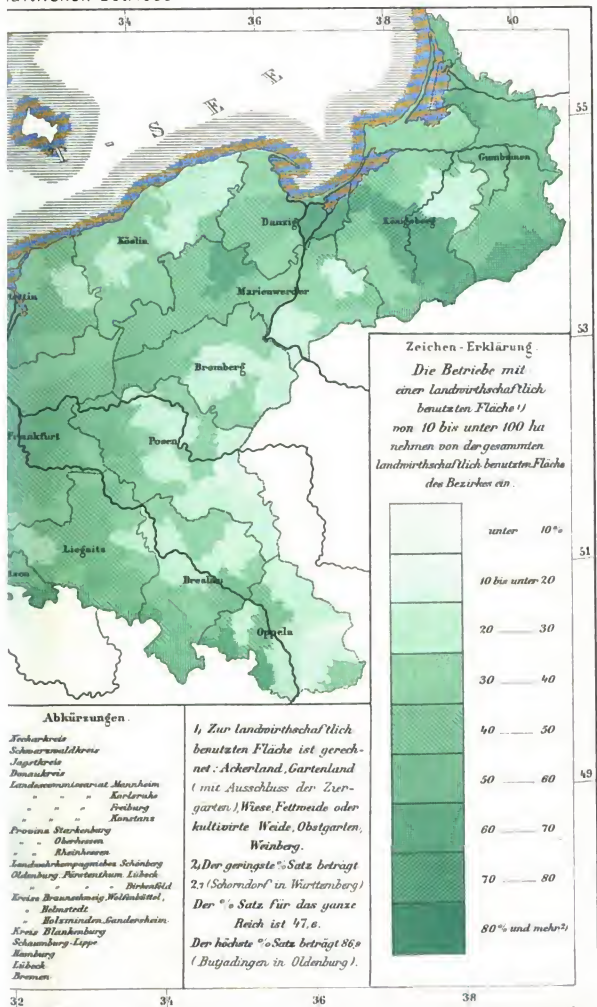 34 36 38 40
55
53
51
49
SEE
Gumbinnen
Königsberg
Danzig
Köslin
Marienwerder
Bromberg
Posen
Frankfurt
Liegnitz
Breslau
Oppeln
Zeichen-Erklärung.
Die Betriebe mit
einer landwirthschaftlich
benutzten Fläche 1)
von 10 bis unter 100 ha
nehmen von der gesammten
landwirthschaftlich benutzten Fläche
des Bezirkes ein.
unter 10%
10 bis unter 20
20 — 30
30 — 40
40 — 50
50 — 60
60 — 70
70 — 80
80% und mehr 2)
Abkürzungen.
Neckarkreis
Schwarzwaldkreis
Jagstkreis
Donaukreis
Landescommissariat Mannheim
" " " Karlsruhe
" " " Freiburg
" " " Konstanz
Provinz Starkenburg
" " Oberhessen
" " Rheinhessen
Schönberg
Oldenburg, Fürstenthum Lübeck
" " " Birkenfeld
Kreise Braunschweig, Wolfenbüttel,
" Helmstedt
" Holzminden, Gandersheim
Kreis Blankenburg
Schaumburg-Lippe
Hamburg
Lübeck
Bremen
1) Zur landwirthschaftlich
benutzten Fläche ist gerech-
net: Ackerland, Gartenland
(mit Ausschluss der Zier-
gärten), Wiese, Fettweide oder
kultivirte Weide, Obstgarten,
Weinberg.
2) Der geringste % Satz beträgt
2,7 (Schorndorf in Württemberg)
Der % Satz für das ganze
Reich ist 47,6.
Der höchste % Satz beträgt 86,9
(Butjadingen in Oldenburg).
32 34 36 38